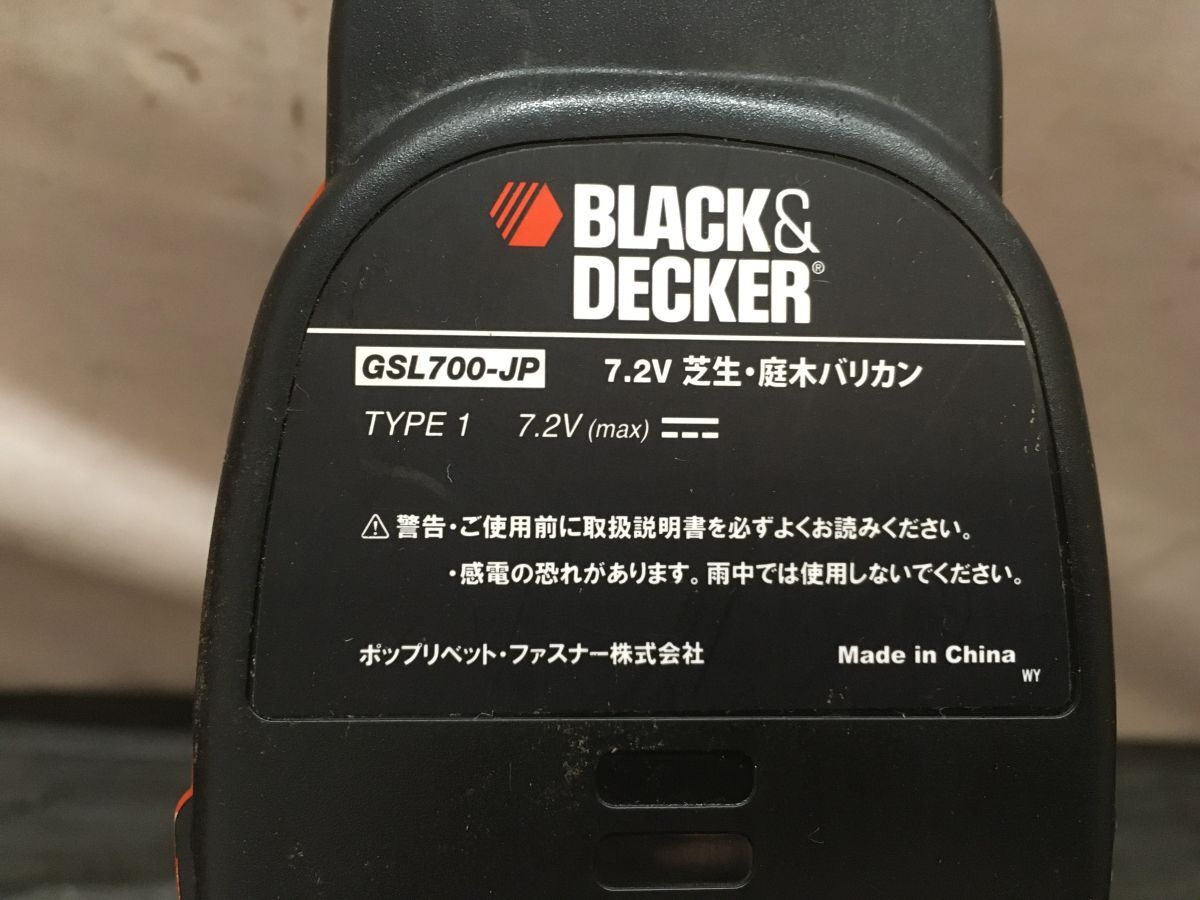 BLACK&
DECKER®
GSL700-JP 7.2V 芝生・庭木バリカン
TYPE 1 7.2V (max)
⚠警告・ご使用前に取扱説明書を必ずよくお読みください。
・感電の恐れがあります。雨中では使用しないでください。
ポップリベット・ファスナー株式会社 Made in China
WY